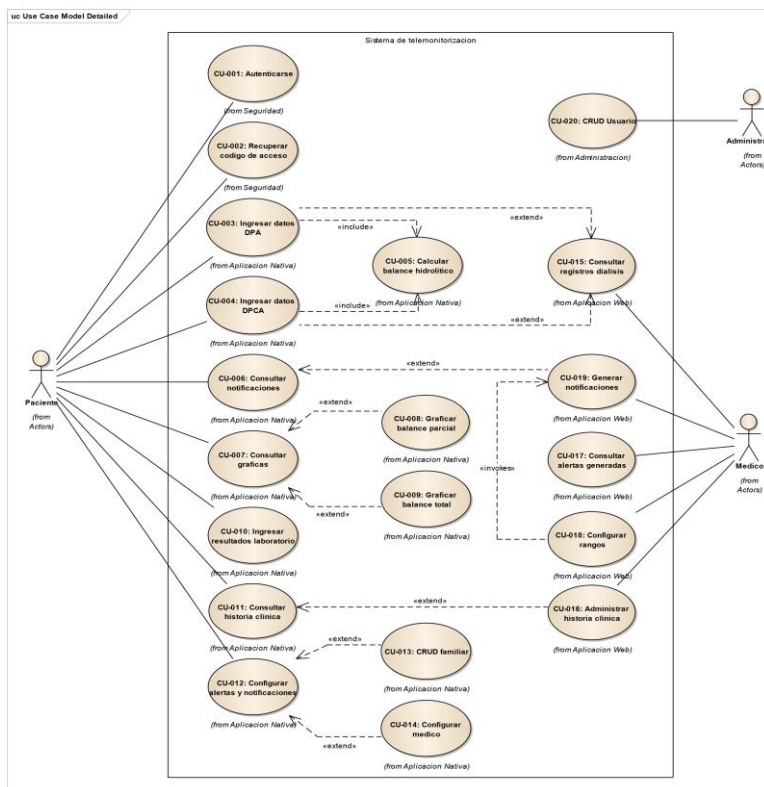 uc Use Case Model Detailed
Sistema de telemonitorizacion
CU-001: Autenticarse
(from Seguridad)
CU-020: CRUD Usuario
(from Administracion)
Administra
(from
Actors)
CU-002: Recuperar
codigo de acceso
(from Seguridad)
CU-003: Ingresar datos
DPA
(from Aplicacion Nativa)
«include»
«extend»
CU-005: Calcular
balance hidrolitico
(from Aplicacion Nativa)
CU-015: Consultar
registros dialisis
(from Aplicacion Web)
CU-004: Ingresar datos
DPCA
(from Aplicacion Nativa)
«include»
«extend»
Paciente
(from
Actors)
CU-006: Consultar
notificaciones
(from Aplicacion Nativa)
«extend»
CU-019: Generar
notificaciones
(from Aplicacion Web)
«extend»
CU-008: Graficar
balance parcial
(from Aplicacion Nativa)
Medico
(from
Actors)
CU-007: Consultar
graficas
(from Aplicacion Nativa)
«invokes»
CU-017: Consultar
alertas generadas
(from Aplicacion Web)
CU-009: Graficar
balance total
(from Aplicacion Nativa)
«extend»
CU-010: Ingresar
resultados laboratorio
(from Aplicacion Nativa)
CU-018: Configurar
rangos
(from Aplicacion Web)
CU-011: Consultar
historia clinica
(from Aplicacion Nativa)
«extend»
CU-016: Administrar
historia clinica
(from Aplicacion Web)
«extend»
CU-013: CRUD familiar
(from Aplicacion Nativa)
CU-012: Configurar
alertas y notificaciones
(from Aplicacion Nativa)
CU-014: Configurar
medico
(from Aplicacion Nativa)
«extend»